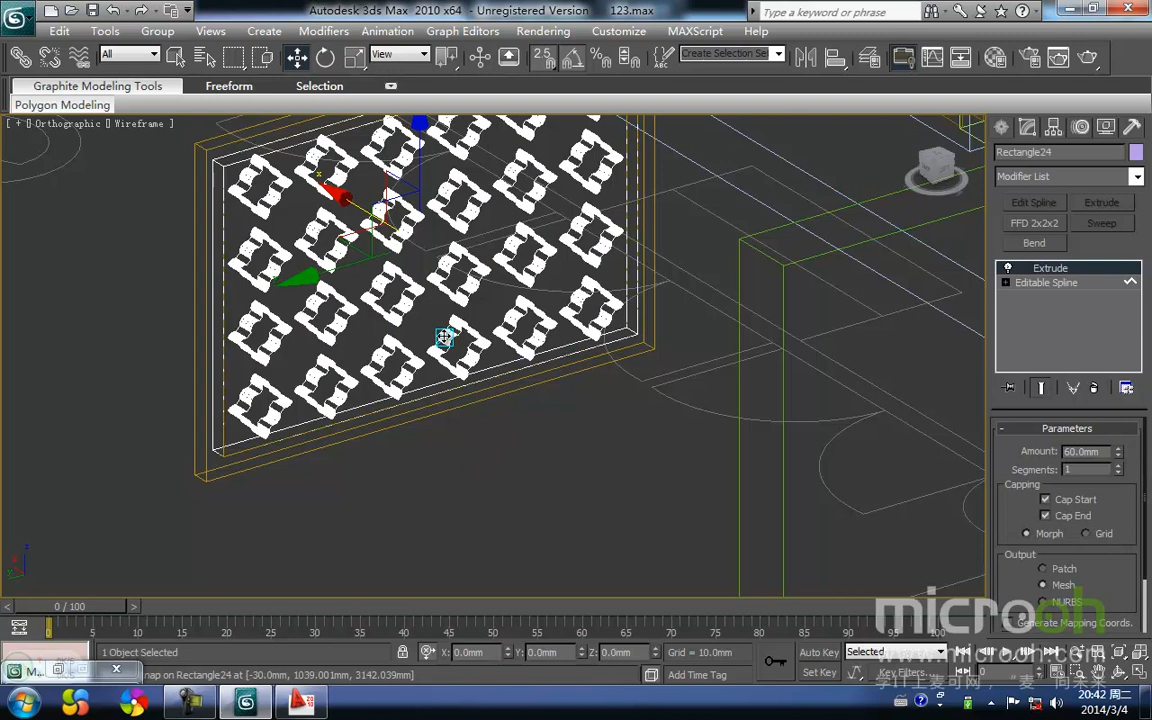 Autodesk 3ds Max 2010 x64 - Unregistered Version 123.max
Type a keyword or phrase
Edit Tools Group Views Create Modifiers Animation Graph Editors Rendering Customize MAXScript Help
All
View
2.5
Create Selection Se
Graphite Modeling Tools Freeform Selection
Polygon Modeling
[ + ] Orthographic [ ] Wireframe ]
Rectangle24
Modifier List
Edit Spline Extrude
FFD 2x2x2 Sweep
Bend
Extrude
Editable Spline
Parameters
Amount: 60.0mm
Segments: 1
Capping
Cap Start
Cap End
Morph Grid
Output
Patch
Mesh
NURBS
Generate Mapping Coords.
microoh
www.microoh.com
0 / 100
0 5 10 15 20 25 30 35 40 45 50 55 60 65 70 75 80 85 90 95 100
1 Object Selected X: 0.0mm Y: 0.0mm Z: 0.0mm Grid = 10.0mm Auto Key Selected
nap on Rectangle24 at [-30.0mm, 1039.001mm, 3142.039mm] Add Time Tag Set Key Key Filters... 0
M...
20:42 周二
2014/3/4